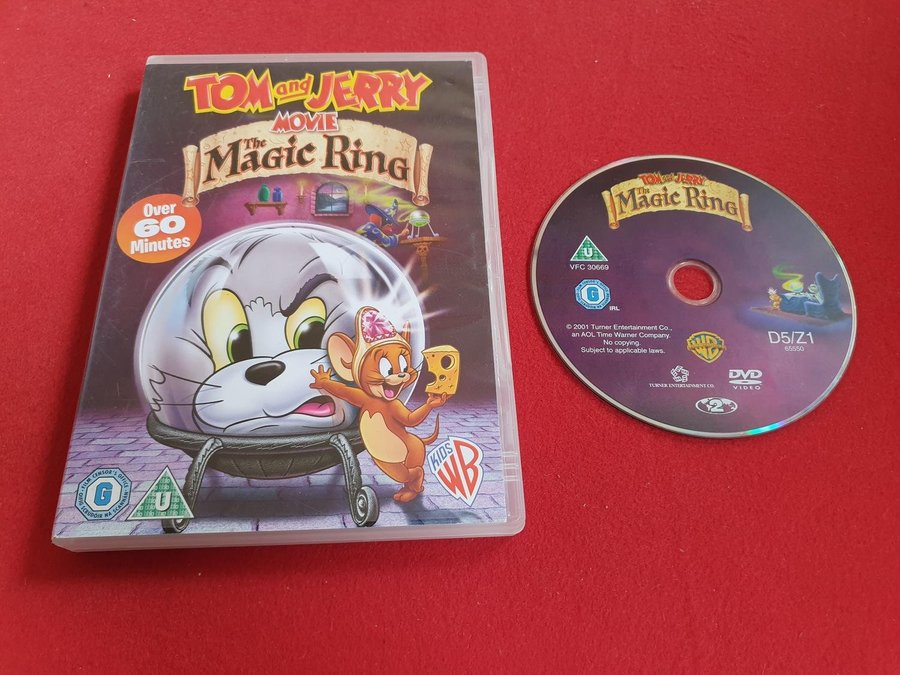 TOM and JERRY
MOVIE
The
MAGIC RING
Over
60
Minutes
KIDS
WB
G
U
TOM and JERRY
The
MAGIC RING
U
VFC 30669
G
IRL
© 2001 Turner Entertainment Co.,
an AOL Time Warner Company.
No copying.
Subject to applicable laws.
WB
D5/Z1
65550
TURNER ENTERTAINMENT CO.
DVD
VIDEO
2